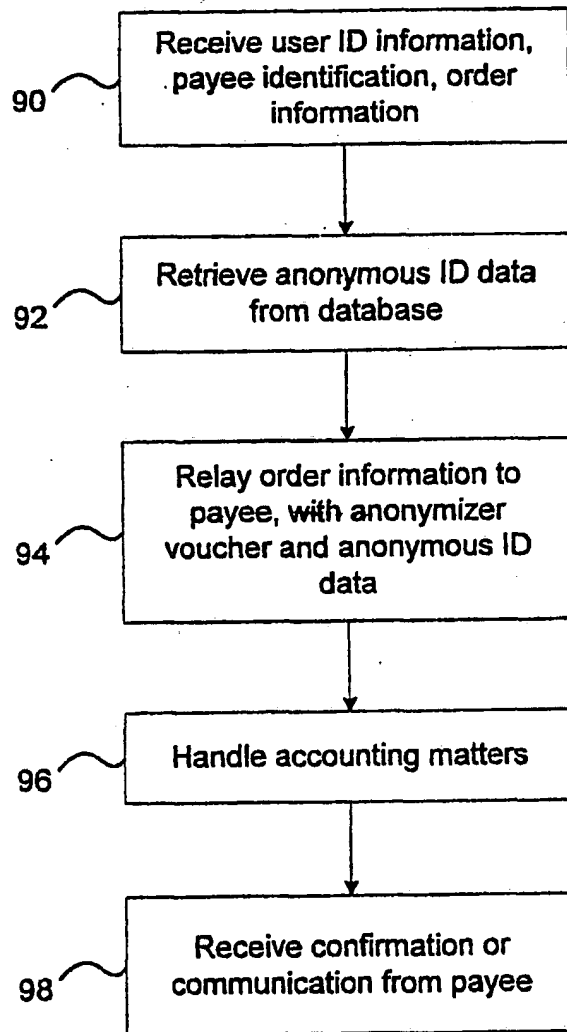 Receive user ID information,
payee identification, order
information
90
Retrieve anonymous ID data
from database
92
Relay order information to
payee, with anonymizer
voucher and anonymous ID
data
94
Handle accounting matters
96
Receive confirmation or
communication from payee
98